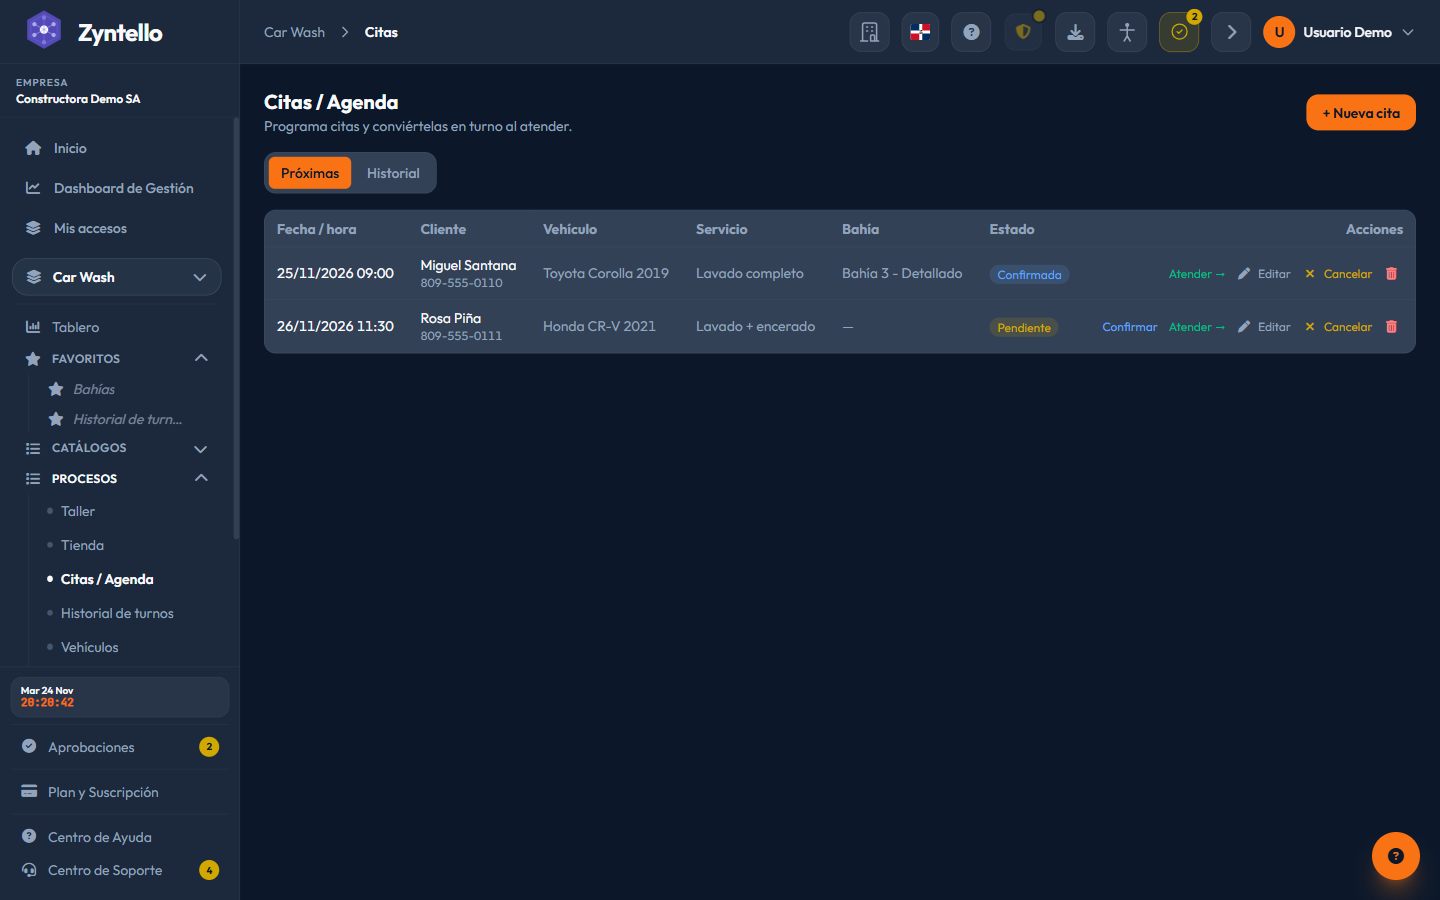 Zyntello
Car Wash > Citas
2
U
Usuario Demo
EMPRESA
Constructora Demo SA
Inicio
Dashboard de Gestión
Mis accesos
Car Wash
Tablero
FAVORITOS
Bahías
Historial de turn...
CATÁLOGOS
PROCESOS
Taller
Tienda
Citas / Agenda
Historial de turnos
Vehículos
Mar 24 Nov
20:20:42
Aprobaciones 2
Plan y Suscripción
Centro de Ayuda
Centro de Soporte 4
Citas / Agenda
Programa citas y conviértelas en turno al atender.
+ Nueva cita
Próximas Historial
Fecha / hora Cliente Vehículo Servicio Bahía Estado Acciones
25/11/2026 09:00 Miguel Santana Toyota Corolla 2019 Lavado completo Bahía 3 - Detallado Confirmada Atender → Editar × Cancelar
809-555-0110
26/11/2026 11:30 Rosa Piña Honda CR-V 2021 Lavado + encerado — Pendiente Confirmar Atender → Editar × Cancelar
809-555-0111